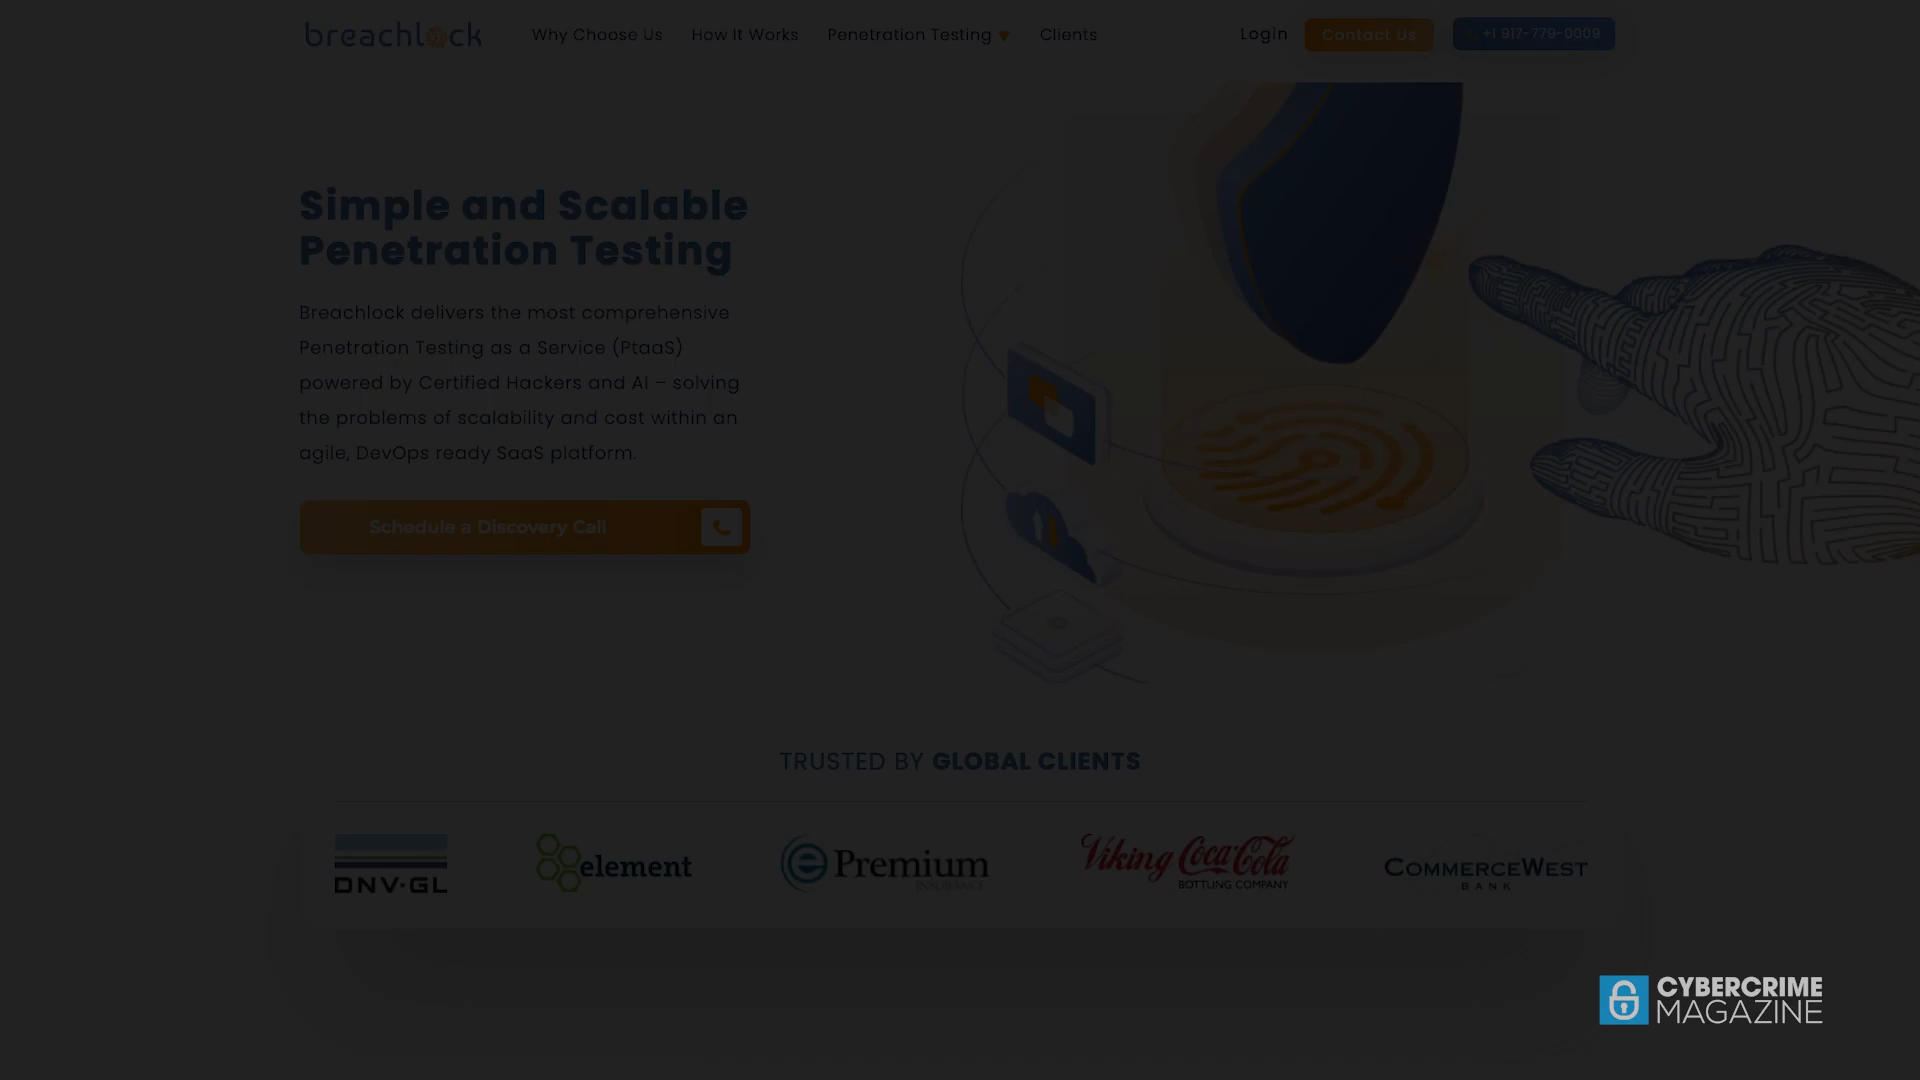 breachlock
Why Choose Us
How It Works
Penetration Testing
Clients
Login
Contact Us
+1 917-779-0009
Simple and Scalable
Penetration Testing
Breachlock delivers the most comprehensive
Penetration Testing as a Service (PtaaS)
powered by Certified Hackers and AI – solving
the problems of scalability and cost within an
agile, DevOps ready SaaS platform.
Schedule a Discovery Call
TRUSTED BY GLOBAL CLIENTS
DNV·GL
element
e Premium
INSURANCE
Viking Coca-Cola
BOTTLING COMPANY
COMMERCEWEST
BANK
CYBERCRIME
MAGAZINE